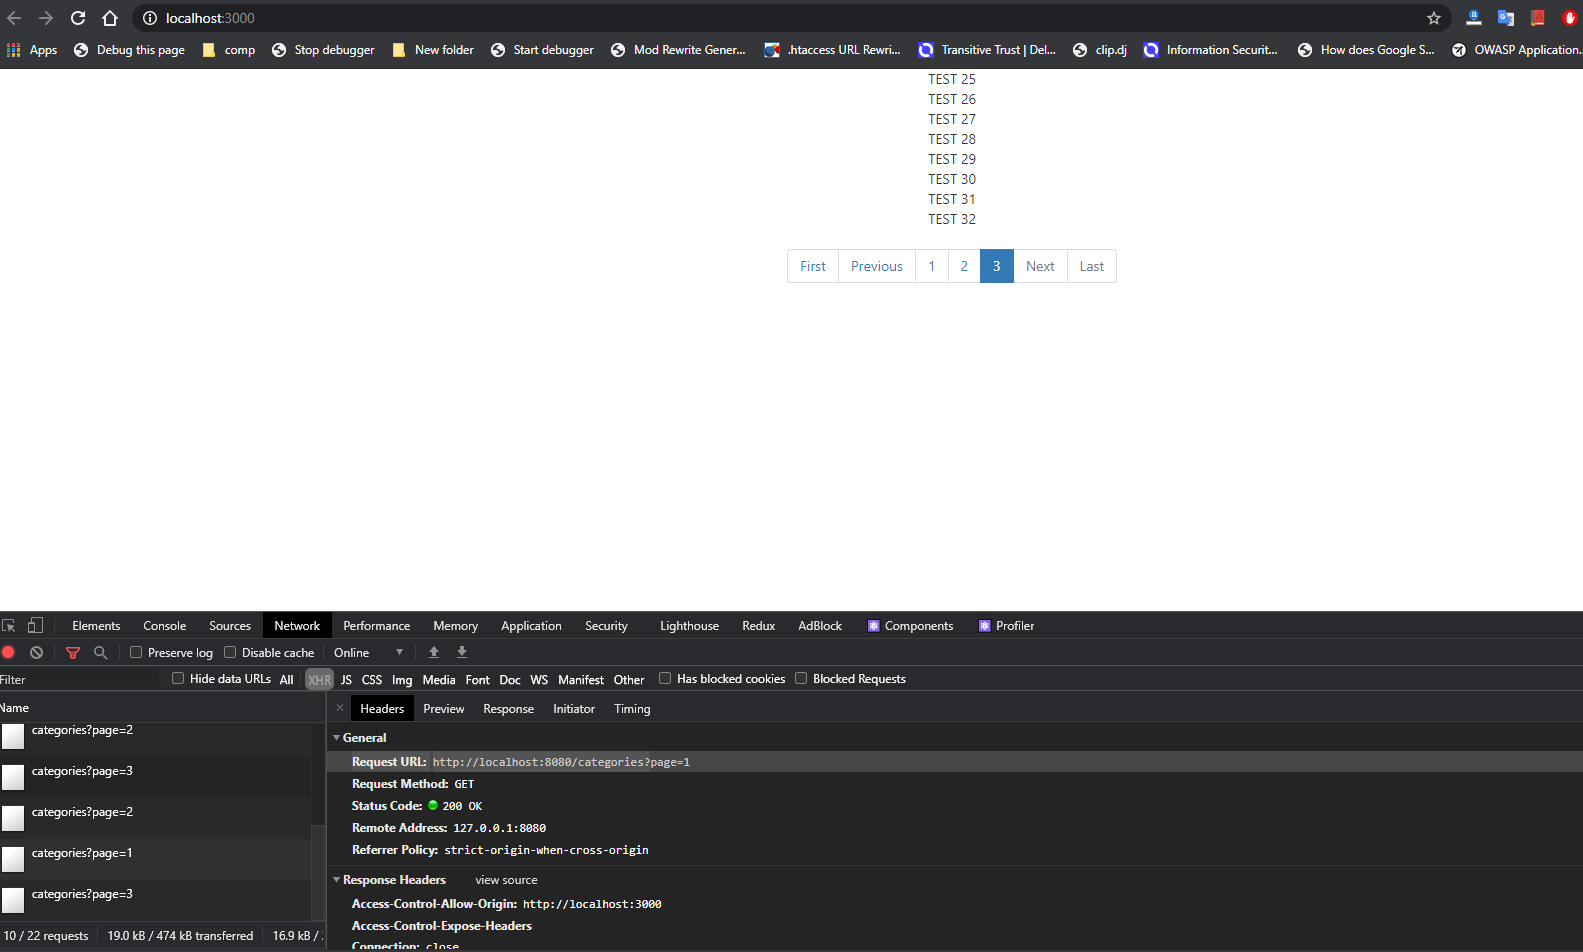 localhost:3000
Apps Debug this page comp Stop debugger New folder Start debugger Mod Rewrite Gener... .htaccess URL Rewri... Transitive Trust | Del... clip.dj Information Securit... How does Google S... OWASP Application...
TEST 25
TEST 26
TEST 27
TEST 28
TEST 29
TEST 30
TEST 31
TEST 32
First Previous 1 2 3 Next Last
Elements Console Sources Network Performance Memory Application Security Lighthouse Redux AdBlock Components Profiler
Preserve log Disable cache Online
Filter Hide data URLs All XHR JS CSS Img Media Font Doc WS Manifest Other Has blocked cookies Blocked Requests
Name
categories?page=2
categories?page=3
categories?page=2
categories?page=1
categories?page=3
10 / 22 requests 19.0 kB / 474 kB transferred 16.9 kB /
× Headers Preview Response Initiator Timing
General
Request URL: http://localhost:8080/categories?page=1
Request Method: GET
Status Code: 200 OK
Remote Address: 127.0.0.1:8080
Referrer Policy: strict-origin-when-cross-origin
Response Headers view source
Access-Control-Allow-Origin: http://localhost:3000
Access-Control-Expose-Headers
Connection: close